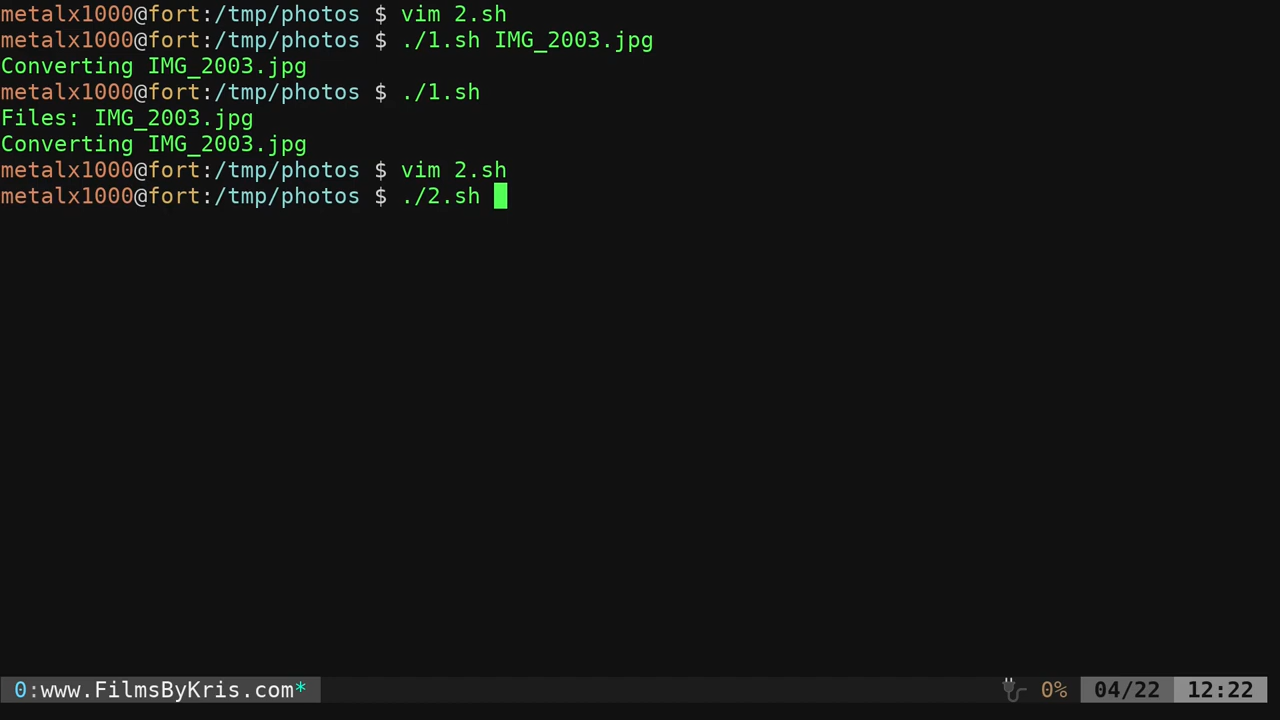 metalx1000@fort:/tmp/photos $ vim 2.sh
metalx1000@fort:/tmp/photos $ ./1.sh IMG_2003.jpg
Converting IMG_2003.jpg
metalx1000@fort:/tmp/photos $ ./1.sh
Files: IMG_2003.jpg
Converting IMG_2003.jpg
metalx1000@fort:/tmp/photos $ vim 2.sh
metalx1000@fort:/tmp/photos $ ./2.sh
0:www.FilmsByKris.com* 0% 04/22 12:22